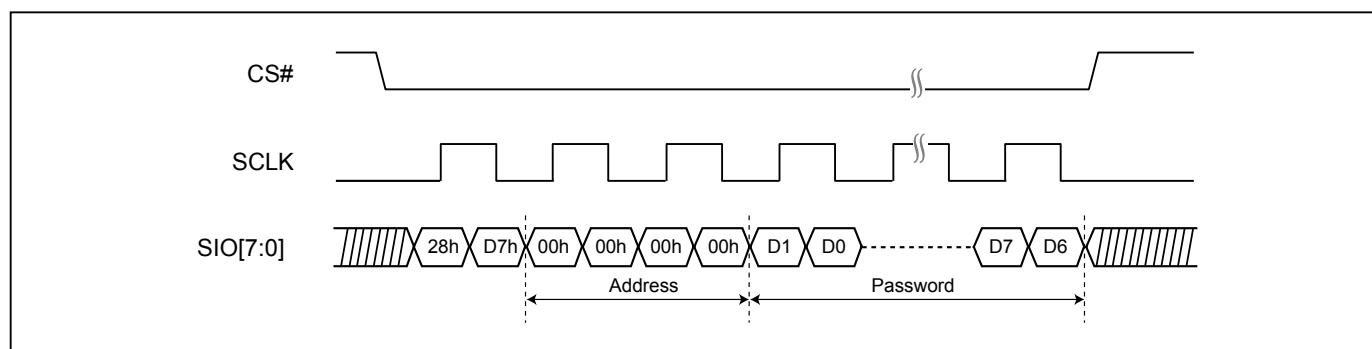 CS#
SCLK
SIO[7:0] 28h D7h 00h 00h 00h 00h D1 D0 D7 D6
Address Password